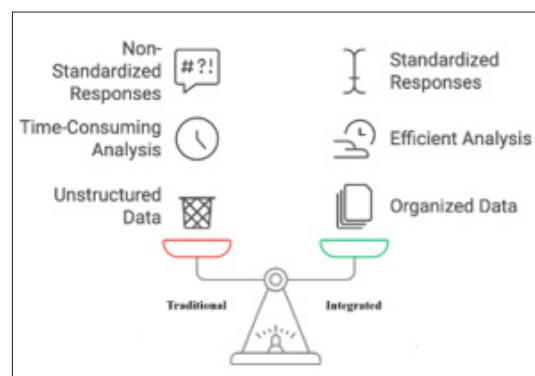 Non-
Standardized
Responses
#?!
Standardized
Responses
Time-Consuming
Analysis
Efficient Analysis
Unstructured
Data
Organized Data
Traditional
Integrated